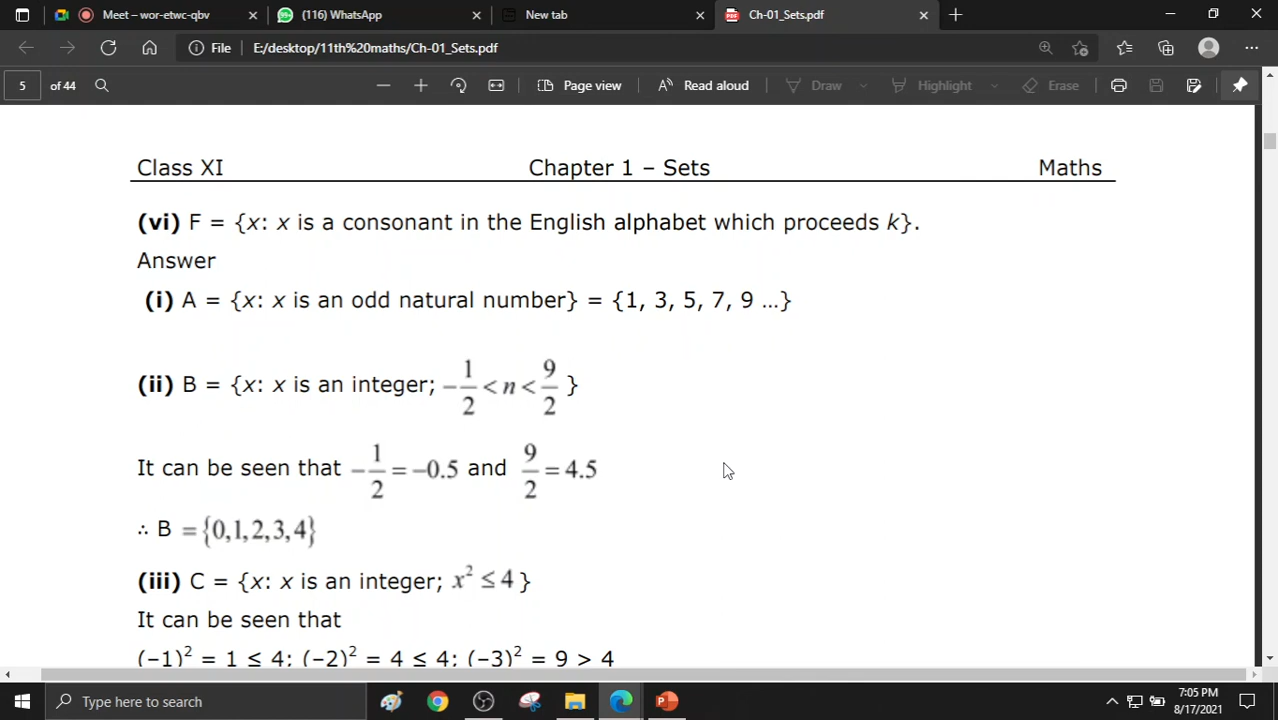 Meet – wor-etwc-qbv
(116) WhatsApp
New tab
Ch-01_Sets.pdf
File
E:/desktop/11th%20maths/Ch-01_Sets.pdf
5 of 44
Page view
Read aloud
Draw
Highlight
Erase
Class XI Chapter 1 – Sets Maths
(vi) F = {x: x is a consonant in the English alphabet which proceeds k}.
Answer
(i) A = {x: x is an odd natural number} = {1, 3, 5, 7, 9 …}
(ii) B = {x: x is an integer; -1/2 < n < 9/2 }
It can be seen that -1/2 = -0.5 and 9/2 = 4.5
∴ B = {0,1,2,3,4}
(iii) C = {x: x is an integer; x² ≤ 4 }
It can be seen that
(−1)² = 1 ≤ 4; (−2)² = 4 ≤ 4; (−3)² = 9 > 4
Type here to search
7:05 PM
8/17/2021